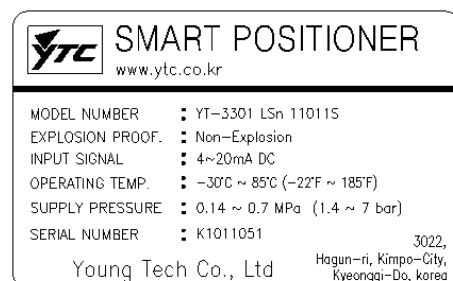 YTC SMART POSITIONER
www.ytc.co.kr
MODEL NUMBER : YT-3301 LSn 11011S
EXPLOSION PROOF. : Non-Explosion
INPUT SIGNAL : 4~20mA DC
OPERATING TEMP. : -30℃ ~ 85℃ (-22℉ ~ 185℉)
SUPPLY PRESSURE : 0.14 ~ 0.7 MPa (1.4 ~ 7 bar)
SERIAL NUMBER : K1011051
3022,
Hagun-ri, Kimpo-City,
Kyeonggi-Do, korea
Young Tech Co., Ltd